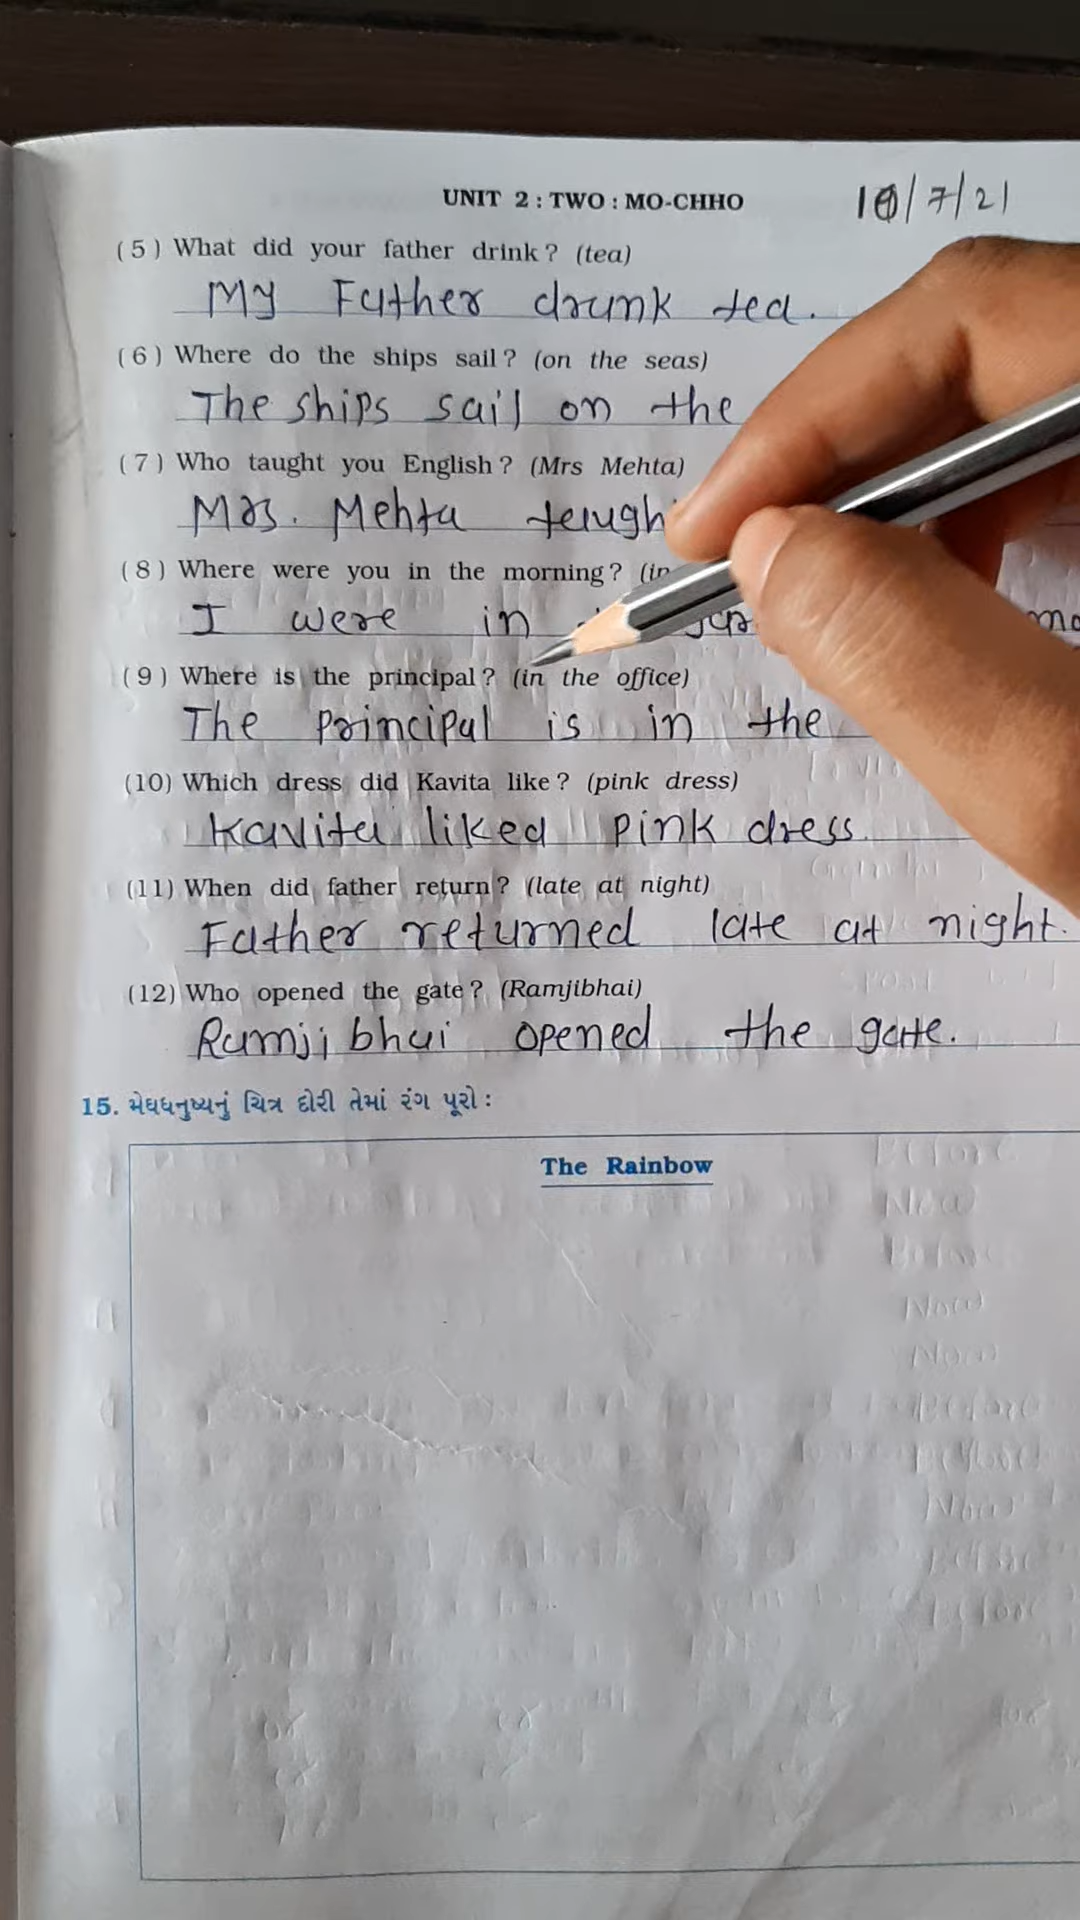 UNIT 2 : TWO : MO-CHHO 10/7/21
( 5 ) What did your father drink? (tea)
My Father drunk tea.
( 6 ) Where do the ships sail? (on the seas)
The ships sail on the
( 7 ) Who taught you English? (Mrs Mehta)
Mrs. Mehta
( 8 ) Where were you in the morning? (in
I were in
( 9 ) Where is the principal? (in the office)
The principal is in the
(10) Which dress did Kavita like? (pink dress)
Kavita liked pink dress.
(11) When did father return? (late at night)
Father returned late at night.
(12) Who opened the gate? (Ramjibhai)
Ramji bhai opened the gate.
15. મેઘધનુષ્યનું ચિત્ર દોરી તેમાં રંગ પૂરો :
The Rainbow